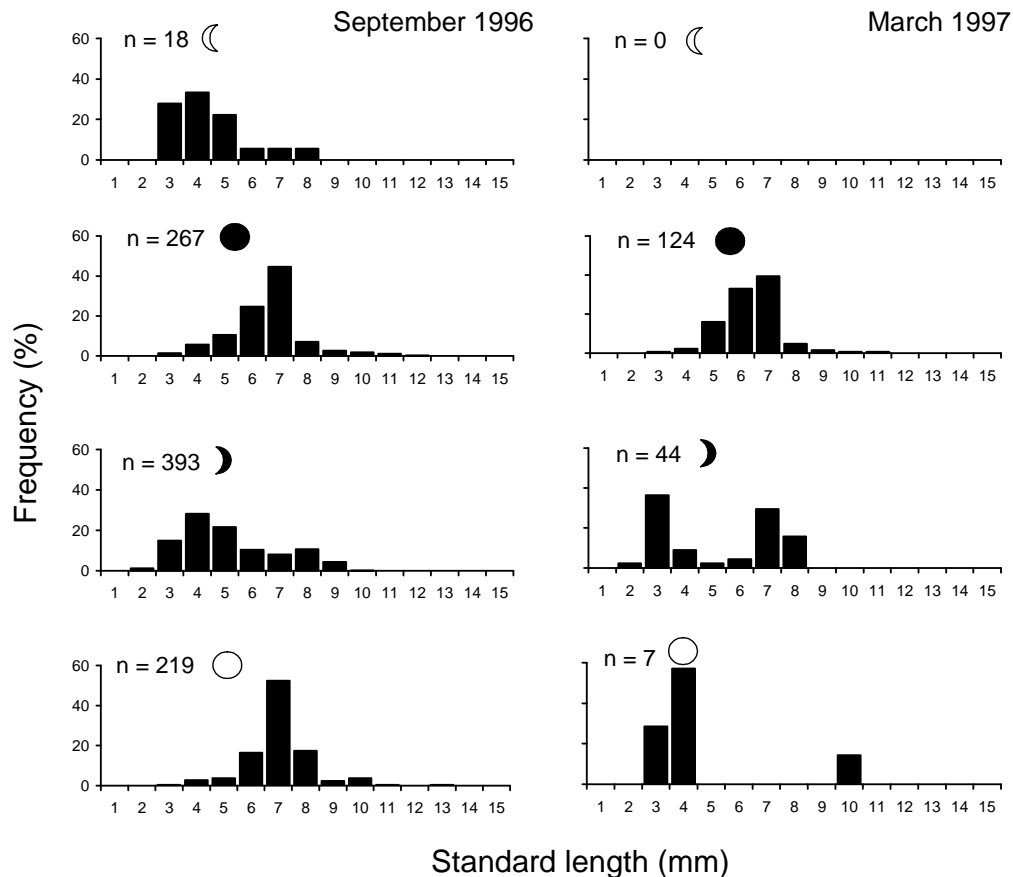 September 1996
March 1997
n = 18
60
40
20
0
1 2 3 4 5 6 7 8 9 10 11 12 13 14 15
n = 0
1 2 3 4 5 6 7 8 9 10 11 12 13 14 15
n = 267
60
40
20
0
1 2 3 4 5 6 7 8 9 10 11 12 13 14 15
n = 124
1 2 3 4 5 6 7 8 9 10 11 12 13 14 15
Frequency (%)
n = 393
60
40
20
0
1 2 3 4 5 6 7 8 9 10 11 12 13 14 15
n = 44
1 2 3 4 5 6 7 8 9 10 11 12 13 14 15
n = 219
60
40
20
0
1 2 3 4 5 6 7 8 9 10 11 12 13 14 15
n = 7
1 2 3 4 5 6 7 8 9 10 11 12 13 14 15
Standard length (mm)